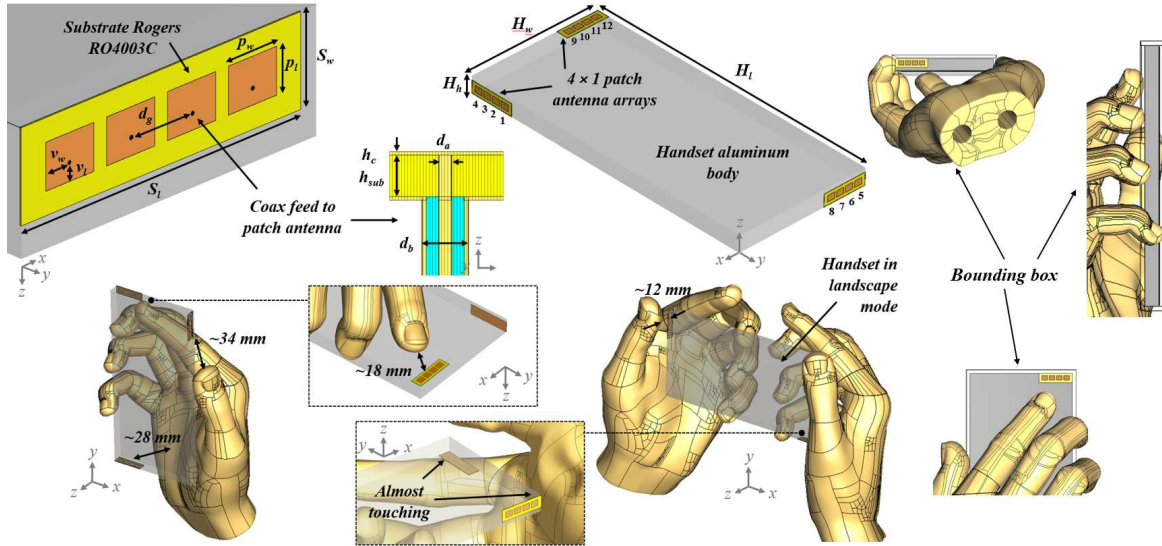 Substrate Rogers
RO4003C
p_w
p_l
S_w
d_g
v_w
v_l
S_l
Coax feed to
patch antenna
x
y
z
d_a
h_c
h_sub
d_b
z
H_w
H_l
H_h
9 10 11 12
4 3 2 1
4 × 1 patch
antenna arrays
Handset aluminum
body
8 7 6 5
z
x y
Bounding box
~34 mm
~28 mm
y
z x
~18 mm
x y
z
Almost
touching
z
y x
~12 mm
Handset in
landscape
mode
y
z x